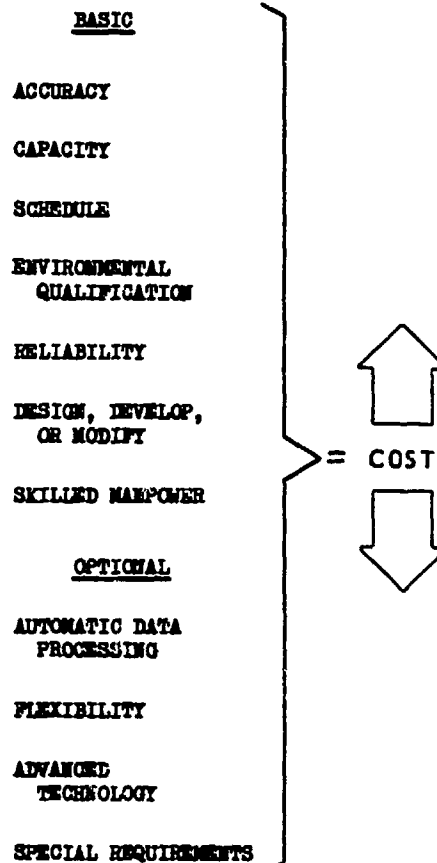 BASIC
ACCURACY
CAPACITY
SCHEDULE
ENVIRONMENTAL
QUALIFICATION
RELIABILITY
DESIGN, DEVELOP,
OR MODIFY
= COST
SKILLED MANPOWER
OPTIONAL
AUTOMATIC DATA
PROCESSING
FLEXIBILITY
ADVANCED
TECHNOLOGY
SPECIAL REQUIREMENTS